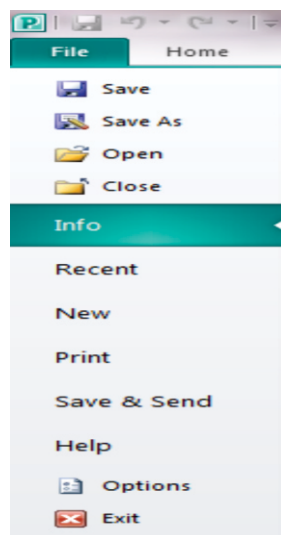 File Home
Save
Save As
Open
Close
Info
Recent
New
Print
Save & Send
Help
Options
Exit